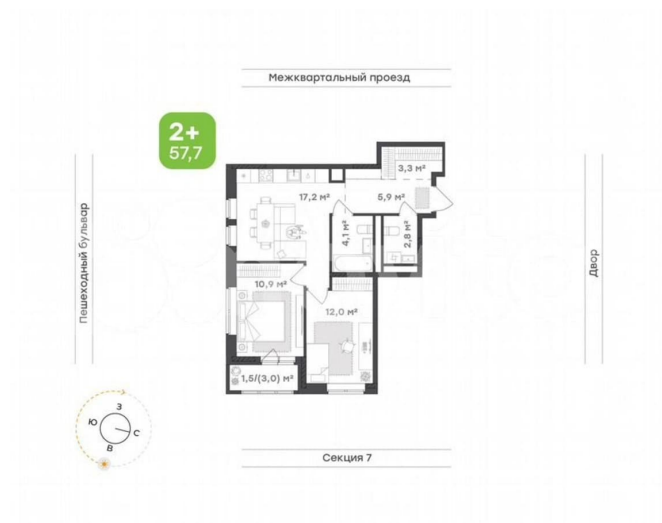 Межквартальный проезд
2+
57,7
3,3 м²
17,2 м²
5,9 м²
4,1 м²
2,8 м²
Пешеходный бульвар
Двор
10,9 м²
12,0 м²
1,5/(3,0) м²
З
Ю
С
В
Секция 7